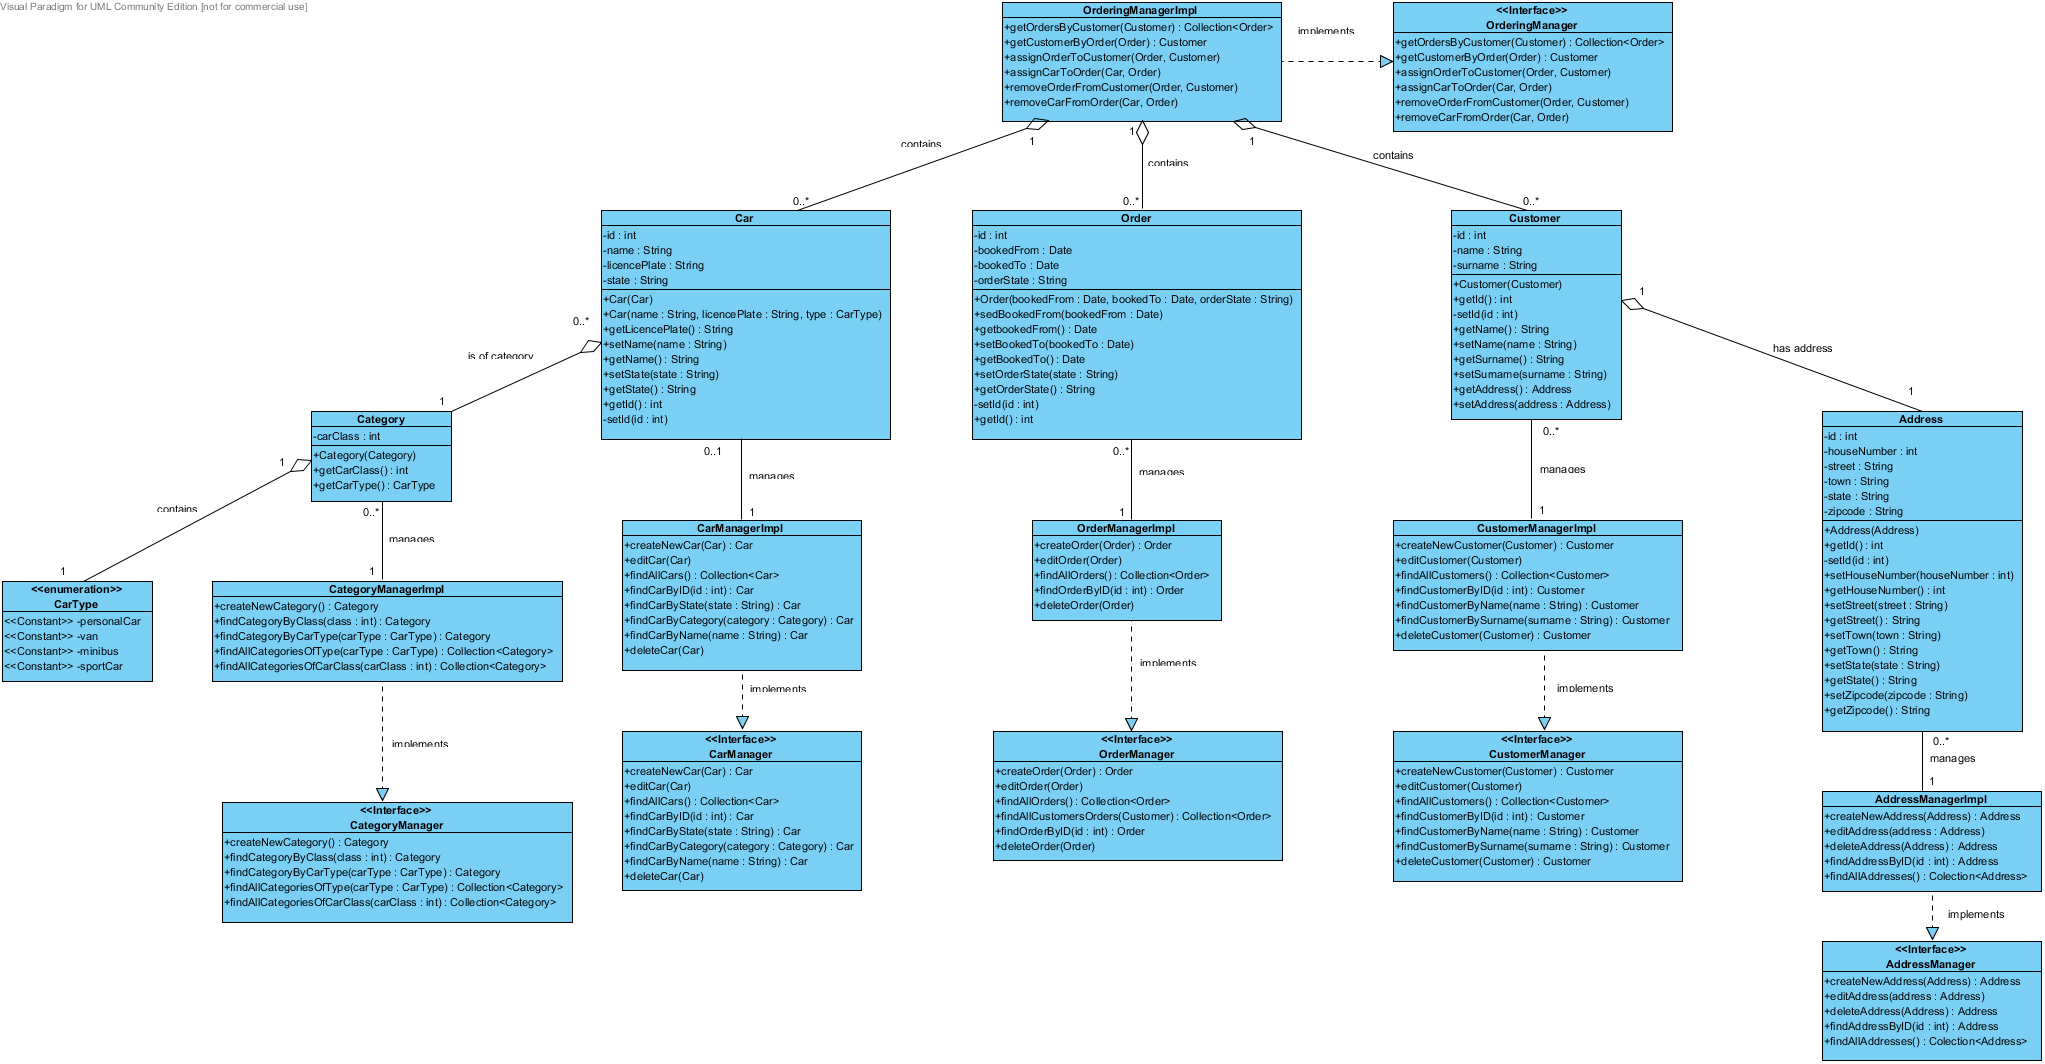 Visual Paradigm for UML Community Edition [not for commercial use]
OrderingManagerImpl
+getOrdersByCustomer(Customer) : Collection<Order>
+getCustomerByOrder(Order) : Customer
+assignOrderToCustomer(Order, Customer)
+assignCarToOrder(Car, Order)
+removeOrderFromCustomer(Order, Customer)
+removeCarFromOrder(Car, Order)
implements
<<Interface>>
OrderingManager
+getOrdersByCustomer(Customer) : Collection<Order>
+getCustomerByOrder(Order) : Customer
+assignOrderToCustomer(Order, Customer)
+assignCarToOrder(Car, Order)
+removeOrderFromCustomer(Order, Customer)
+removeCarFromOrder(Car, Order)
contains
1
0..*
1
contains
0..*
1
contains
0..*
Car
-id : int
-name : String
-licencePlate : String
-state : String
+Car(Car)
+Car(name : String, licencePlate : String, type : CarType)
+getLicencePlate() : String
+setName(name : String)
+getName() : String
+setState(state : String)
+getState() : String
+getId() : int
-setId(id : int)
Order
-id : int
-bookedFrom : Date
-bookedTo : Date
-orderState : String
+Order(bookedFrom : Date, bookedTo : Date, orderState : String)
+sedBookedFrom(bookedFrom : Date)
+getbookedFrom() : Date
+setBookedTo(bookedTo : Date)
+getBookedTo() : Date
+setOrderState(state : String)
+getOrderState() : String
-setId(id : int)
+getId() : int
Customer
-id : int
-name : String
-surname : String
+Customer(Customer)
+getId() : int
-setId(id : int)
+getName() : String
+setName(name : String)
+getSurname() : String
+setSurname(surname : String)
+getAddress() : Address
+setAddress(address : Address)
0..*
is of category
1
1
has address
1
Category
-carClass : int
+Category(Category)
+getCarClass() : int
+getCarType() : CarType
Address
-id : int
-houseNumber : int
-street : String
-town : String
-state : String
-zipcode : String
+Address(Address)
+getId() : int
-setId(id : int)
+setHouseNumber(houseNumber : int)
+getHouseNumber() : int
+setStreet(street : String)
+getStreet() : String
+setTown(town : String)
+getTown() : String
+setState(state : String)
+getState() : String
+setZipcode(zipcode : String)
+getZipcode() : String
1
contains
1
0..*
manages
1
0..1
manages
1
0..*
manages
1
0..*
manages
1
<<enumeration>>
CarType
<<Constant>> -personalCar
<<Constant>> -van
<<Constant>> -minibus
<<Constant>> -sportCar
CategoryManagerImpl
+createNewCategory() : Category
+findCategoryByClass(class : int) : Category
+findCategoryByCarType(carType : CarType) : Category
+findAllCategoriesOfType(carType : CarType) : Collection<Category>
+findAllCategoriesOfCarClass(carClass : int) : Collection<Category>
CarManagerImpl
+createNewCar(Car) : Car
+editCar(Car)
+findAllCars() : Collection<Car>
+findCarByID(id : int) : Car
+findCarByState(state : String) : Car
+findCarByCategory(category : Category) : Car
+findCarByName(name : String) : Car
+deleteCar(Car)
OrderManagerImpl
+createOrder(Order) : Order
+editOrder(Order)
+findAllOrders() : Collection<Order>
+findOrderByID(id : int) : Order
+deleteOrder(Order)
CustomerManagerImpl
+createNewCustomer(Customer) : Customer
+editCustomer(Customer)
+findAllCustomers() : Collection<Customer>
+findCustomerByID(id : int) : Customer
+findCustomerByName(name : String) : Customer
+findCustomerBySurname(surname : String) : Customer
+deleteCustomer(Customer) : Customer
implements
implements
implements
implements
<<Interface>>
CategoryManager
+createNewCategory() : Category
+findCategoryByClass(class : int) : Category
+findCategoryByCarType(carType : CarType) : Category
+findAllCategoriesOfType(carType : CarType) : Collection<Category>
+findAllCategoriesOfCarClass(carClass : int) : Collection<Category>
<<Interface>>
CarManager
+createNewCar(Car) : Car
+editCar(Car)
+findAllCars() : Collection<Car>
+findCarByID(id : int) : Car
+findCarByState(state : String) : Car
+findCarByCategory(category : Category) : Car
+findCarByName(name : String) : Car
+deleteCar(Car)
<<Interface>>
OrderManager
+createOrder(Order) : Order
+editOrder(Order)
+findAllOrders() : Collection<Order>
+findAllCustomersOrders(Customer) : Collection<Order>
+findOrderByID(id : int) : Order
+deleteOrder(Order)
<<Interface>>
CustomerManager
+createNewCustomer(Customer) : Customer
+editCustomer(Customer)
+findAllCustomers() : Collection<Customer>
+findCustomerByID(id : int) : Customer
+findCustomerByName(name : String) : Customer
+findCustomerBySurname(surname : String) : Customer
+deleteCustomer(Customer) : Customer
0..*
manages
1
AddressManagerImpl
+createNewAddress(Address) : Address
+editAddress(address : Address)
+deleteAddress(Address) : Address
+findAddressByID(id : int) : Address
+findAllAddresses() : Colection<Address>
implements
<<Interface>>
AddressManager
+createNewAddress(Address) : Address
+editAddress(address : Address)
+deleteAddress(Address) : Address
+findAddressByID(id : int) : Address
+findAllAddresses() : Colection<Address>